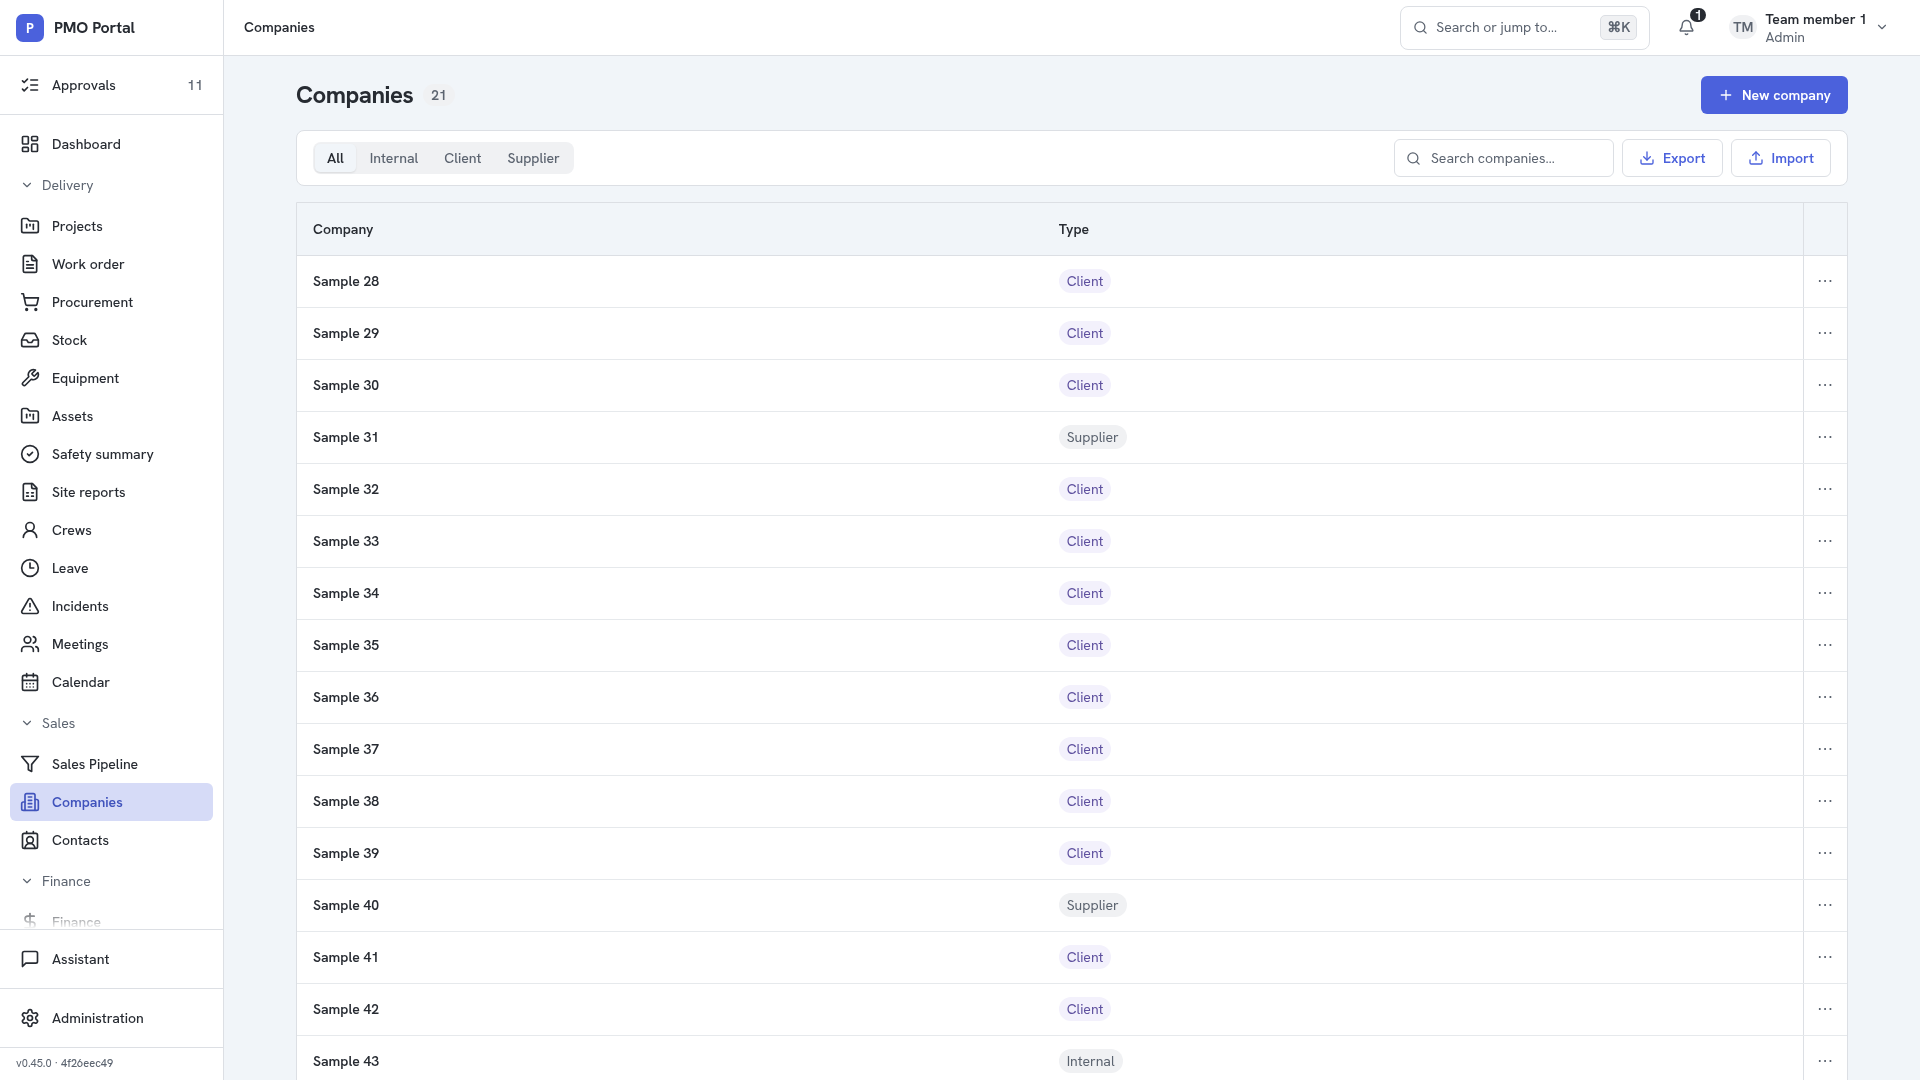 P
PMO Portal
Companies
Search or jump to...
⌘K
1
TM
Team member 1
Admin
Approvals
11
Dashboard
Delivery
Projects
Work order
Procurement
Stock
Equipment
Assets
Safety summary
Site reports
Crews
Leave
Incidents
Meetings
Calendar
Sales
Sales Pipeline
Companies
Contacts
Finance
Finance
Assistant
Administration
v0.45.0 · 4f26eec49
Companies 21
New company
All Internal Client Supplier
Search companies...
Export
Import
Company Type
Sample 28 Client
Sample 29 Client
Sample 30 Client
Sample 31 Supplier
Sample 32 Client
Sample 33 Client
Sample 34 Client
Sample 35 Client
Sample 36 Client
Sample 37 Client
Sample 38 Client
Sample 39 Client
Sample 40 Supplier
Sample 41 Client
Sample 42 Client
Sample 43 Internal